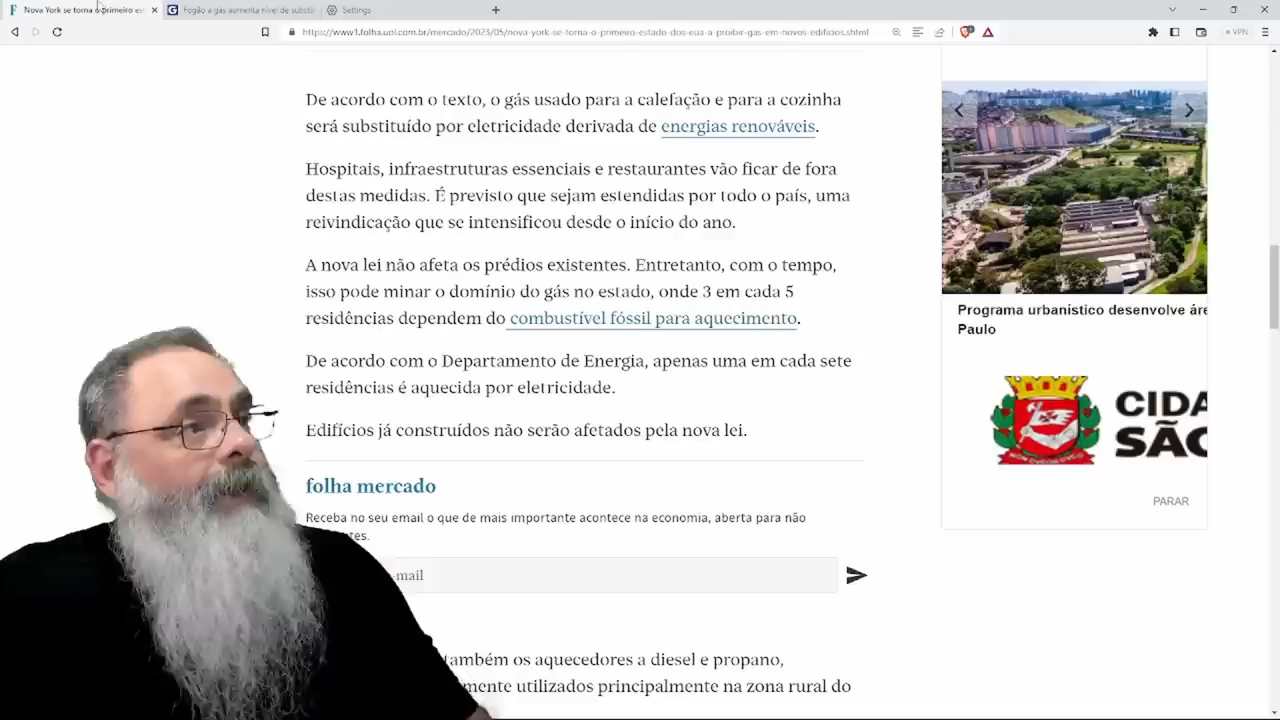 Nova York se torna o primeiro es
Fogão a gás aumenta nível de substâ
Settings
https://www1.folha.uol.com.br/mercado/2023/05/nova-york-se-torna-o-primeiro-estado-dos-eua-a-proibir-gas-em-novos-edificios.shtml
VPN
De acordo com o texto, o gás usado para a calefação e para a cozinha
será substituído por eletricidade derivada de energias renováveis.
Hospitais, infraestruturas essenciais e restaurantes vão ficar de fora
destas medidas. É previsto que sejam estendidas por todo o país, uma
reivindicação que se intensificou desde o início do ano.
A nova lei não afeta os prédios existentes. Entretanto, com o tempo,
isso pode minar o domínio do gás no estado, onde 3 em cada 5
residências dependem do combustível fóssil para aquecimento.
De acordo com o Departamento de Energia, apenas uma em cada sete
residências é aquecida por eletricidade.
Edifícios já construídos não serão afetados pela nova lei.
folha mercado
Receba no seu email o que de mais importante acontece na economia, aberta para não
tes.
-mail
também os aquecedores a diesel e propano,
mente utilizados principalmente na zona rural do
Programa urbanístico desenvolve áre
Paulo
CIDA
SÃO
PARAR